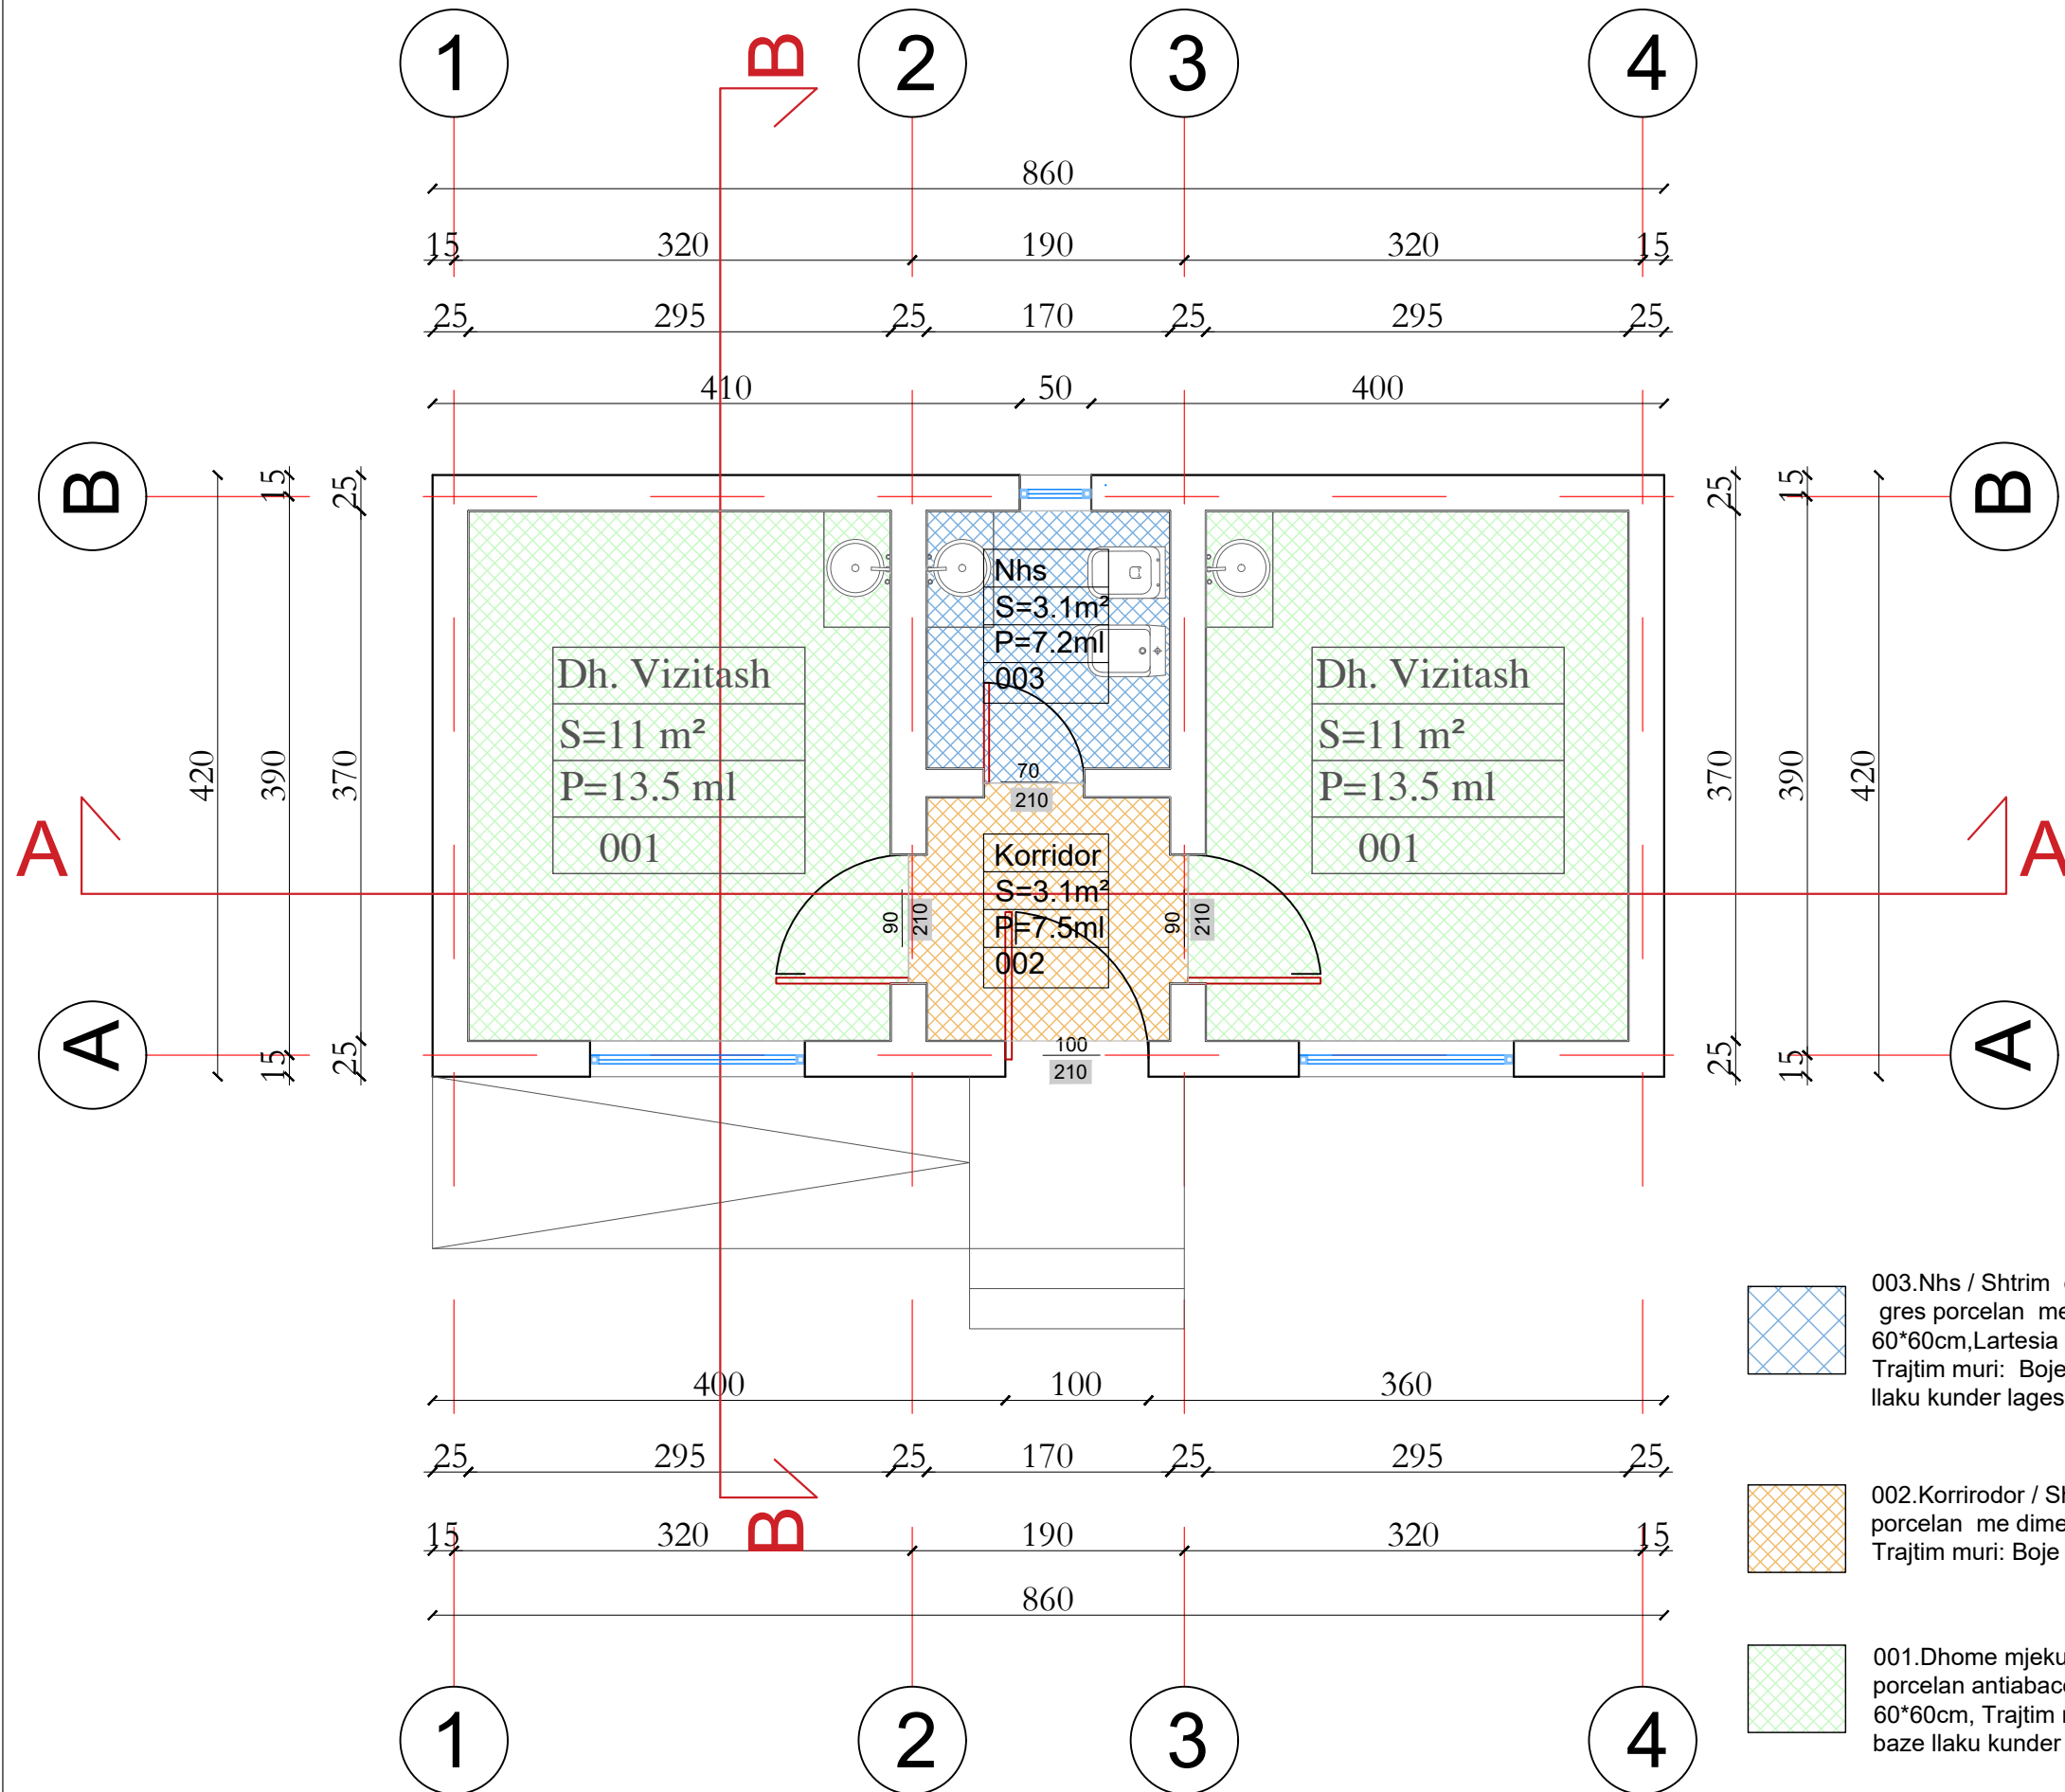 1
B
2
3
4
860
15 320 190 320 15
25 295 25 170 25 295 25
410 50 400
B
15
25
25
15
B
Nhs
S=3.1m²
P=7.2ml
003
Dh. Vizitash
S=11 m²
P=13.5 ml
001
Dh. Vizitash
S=11 m²
P=13.5 ml
001
70
210
420
390
370
370
390
420
A
A
Korridor
S=3.1m²
P=7.5ml
002
90
210
90
210
A
15
25
25
15
A
100
210
003.Nhs / Shtrim
gres porcelan me
60*60cm,Lartesia
Trajtim muri: Boje
llaku kunder lages
400 100 360
25 295 25 170 25 295 25
002.Korrirodor / Sh
porcelan me dime
Trajtim muri: Boje
B
15 320 190 320 15
860
001.Dhome mjeku
porcelan antiabac
60*60cm, Trajtim
baze llaku kunder
1
2
3
4